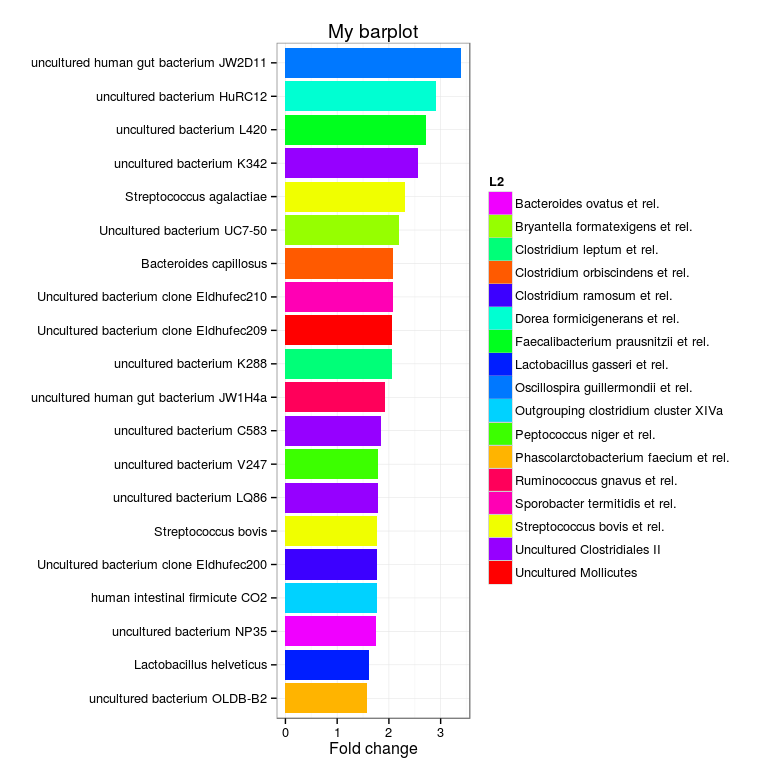 My barplot
uncultured human gut bacterium JW2D11
uncultured bacterium HuRC12
uncultured bacterium L420
uncultured bacterium K342
Streptococcus agalactiae
Uncultured bacterium UC7-50
Bacteroides capillosus
Uncultured bacterium clone Eldhufec210
Uncultured bacterium clone Eldhufec209
uncultured bacterium K288
uncultured human gut bacterium JW1H4a
uncultured bacterium C583
uncultured bacterium V247
uncultured bacterium LQ86
Streptococcus bovis
Uncultured bacterium clone Eldhufec200
human intestinal firmicute CO2
uncultured bacterium NP35
Lactobacillus helveticus
uncultured bacterium OLDB-B2
0 1 2 3
Fold change
L2
Bacteroides ovatus et rel.
Bryantella formatexigens et rel.
Clostridium leptum et rel.
Clostridium orbiscindens et rel.
Clostridium ramosum et rel.
Dorea formicigenerans et rel.
Faecalibacterium prausnitzii et rel.
Lactobacillus gasseri et rel.
Oscillospira guillermondii et rel.
Outgrouping clostridium cluster XIVa
Peptococcus niger et rel.
Phascolarctobacterium faecium et rel.
Ruminococcus gnavus et rel.
Sporobacter termitidis et rel.
Streptococcus bovis et rel.
Uncultured Clostridiales II
Uncultured Mollicutes